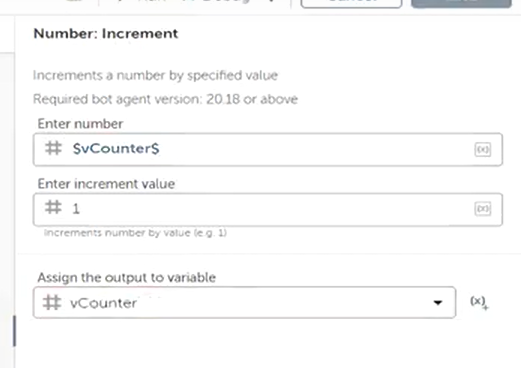 Number: Increment
Increments a number by specified value
Required bot agent version: 20.18 or above
Enter number
# $vCounter$ (x)
Enter increment value
# 1 (x)
Increments number by value (e.g. 1)
Assign the output to variable
# vCounter (x)+